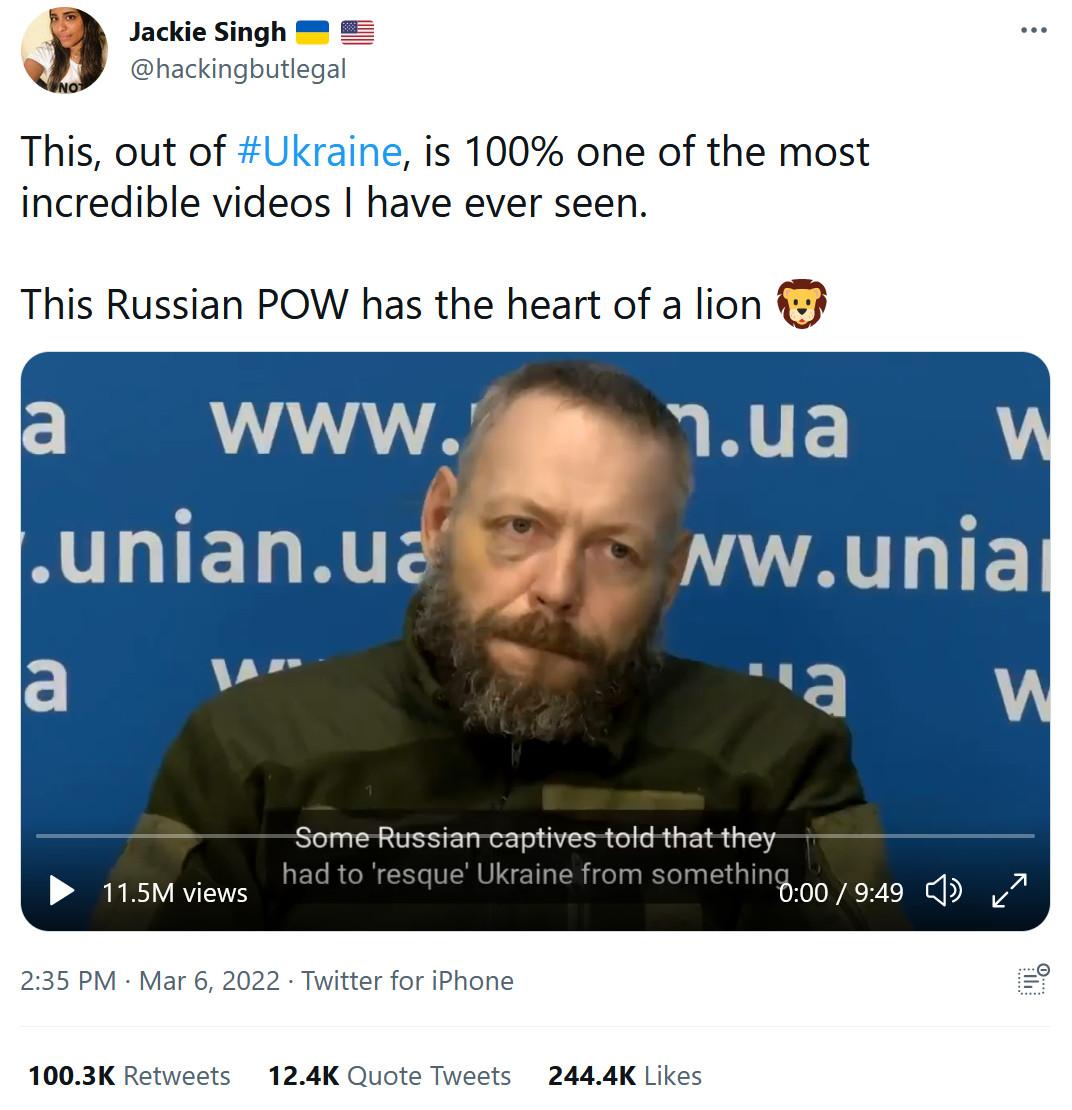 Jackie Singh 🇺🇦 🇺🇸
@hackingbutlegal
This, out of #Ukraine, is 100% one of the most
incredible videos I have ever seen.
This Russian POW has the heart of a lion 🦁
NOT
a www. n.ua w
.unian.ua ww.unian
a ww ua w
Some Russian captives told that they
had to 'resque' Ukraine from something
11.5M views 0:00 / 9:49
2:35 PM · Mar 6, 2022 · Twitter for iPhone
100.3K Retweets 12.4K Quote Tweets 244.4K Likes